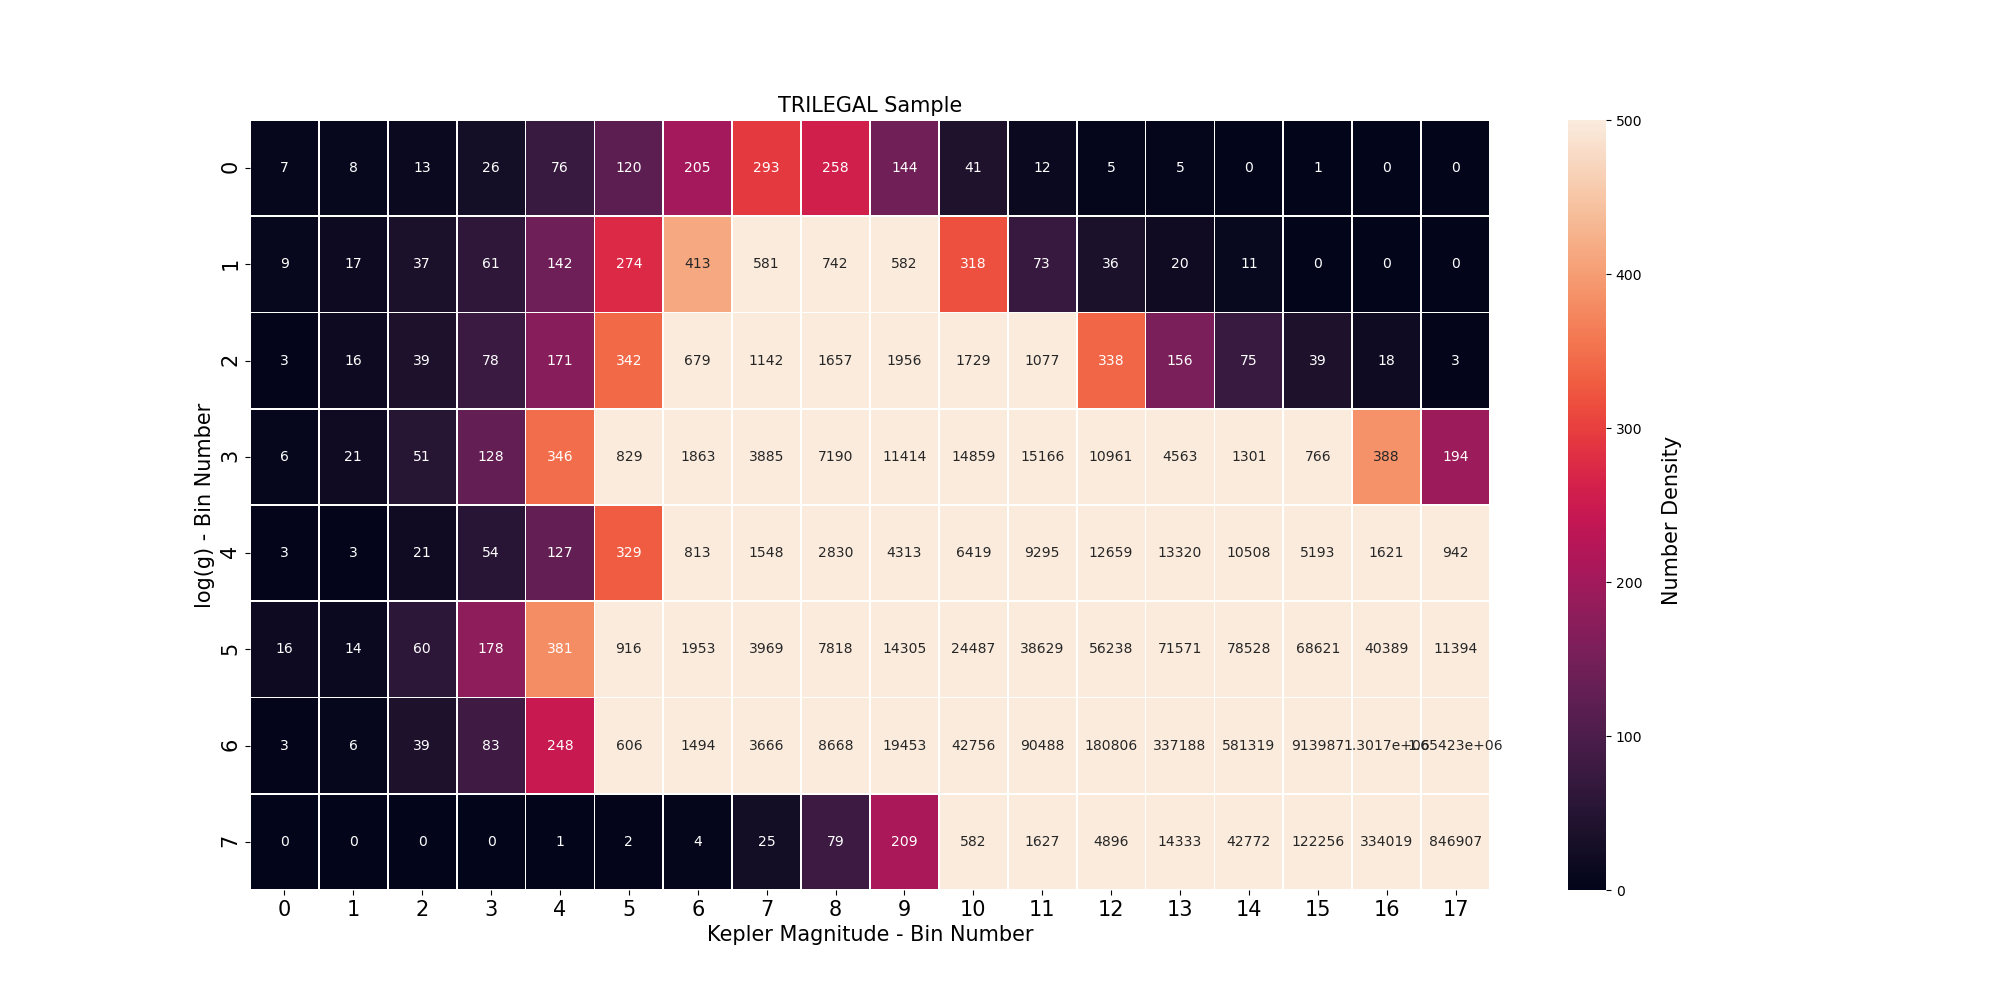 TRILEGAL Sample
0 7 8 13 26 76 120 205 293 258 144 41 12 5 5 0 1 0 0
1 9 17 37 61 142 274 413 581 742 582 318 73 36 20 11 0 0 0
2 3 16 39 78 171 342 679 1142 1657 1956 1729 1077 338 156 75 39 18 3
3 6 21 51 128 346 829 1863 3885 7190 11414 14859 15166 10961 4563 1301 766 388 194
4 3 3 21 54 127 329 813 1548 2830 4313 6419 9295 12659 13320 10508 5193 1621 942
5 16 14 60 178 381 916 1953 3969 7818 14305 24487 38629 56238 71571 78528 68621 40389 11394
6 3 6 39 83 248 606 1494 3666 8668 19453 42756 90488 180806 337188 581319 913987 1.3017e+06 1.65423e+06
7 0 0 0 0 1 2 4 25 79 209 582 1627 4896 14333 42772 122256 334019 846907
0 1 2 3 4 5 6 7 8 9 10 11 12 13 14 15 16 17
Kepler Magnitude - Bin Number
log(g) - Bin Number
500
400
300
200
100
0
Number Density